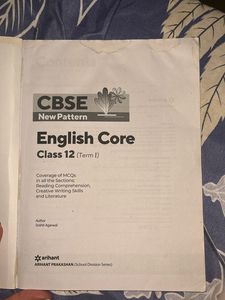 CBSE
New Pattern
English Core
Class 12 (Term I)
Coverage of MCQs
in all the Sections;
Reading Comprehension,
Creative Writing Skills
and Literature
Author
Srishti Agarwal
arihant
ARIHANT PRAKASHAN (School Division Series)